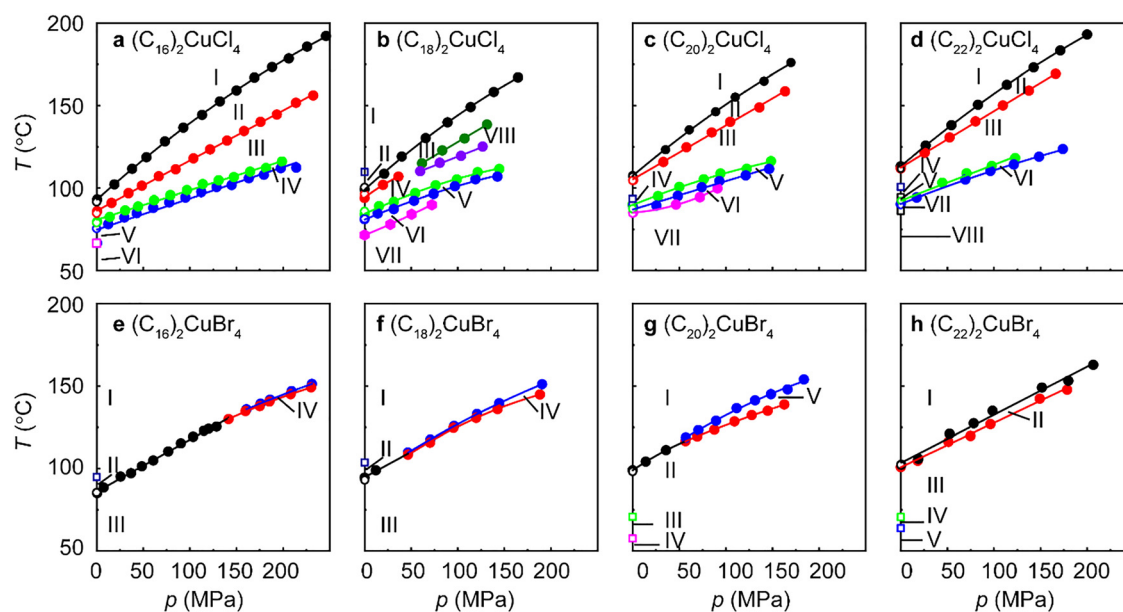 200
150
100
50
T (°C)
a (C₁₆)₂CuCl₄
I
II
III
IV
V
VI
b (C₁₈)₂CuCl₄
I
II
III
VIII
IV
V
VI
VII
c (C₂₀)₂CuCl₄
I
II
III
IV
V
VI
VII
d (C₂₂)₂CuCl₄
I
II
III
V
V
VI
VII
VIII
200
150
100
50
T (°C)
e (C₁₆)₂CuBr₄
I
II
IV
III
f (C₁₈)₂CuBr₄
I
IV
II
III
g (C₂₀)₂CuBr₄
I
V
II
III
IV
h (C₂₂)₂CuBr₄
I
II
III
IV
V
0 50 100 150 200
0 50 100 150 200
0 50 100 150 200
0 50 100 150 200
p (MPa)
p (MPa)
p (MPa)
p (MPa)